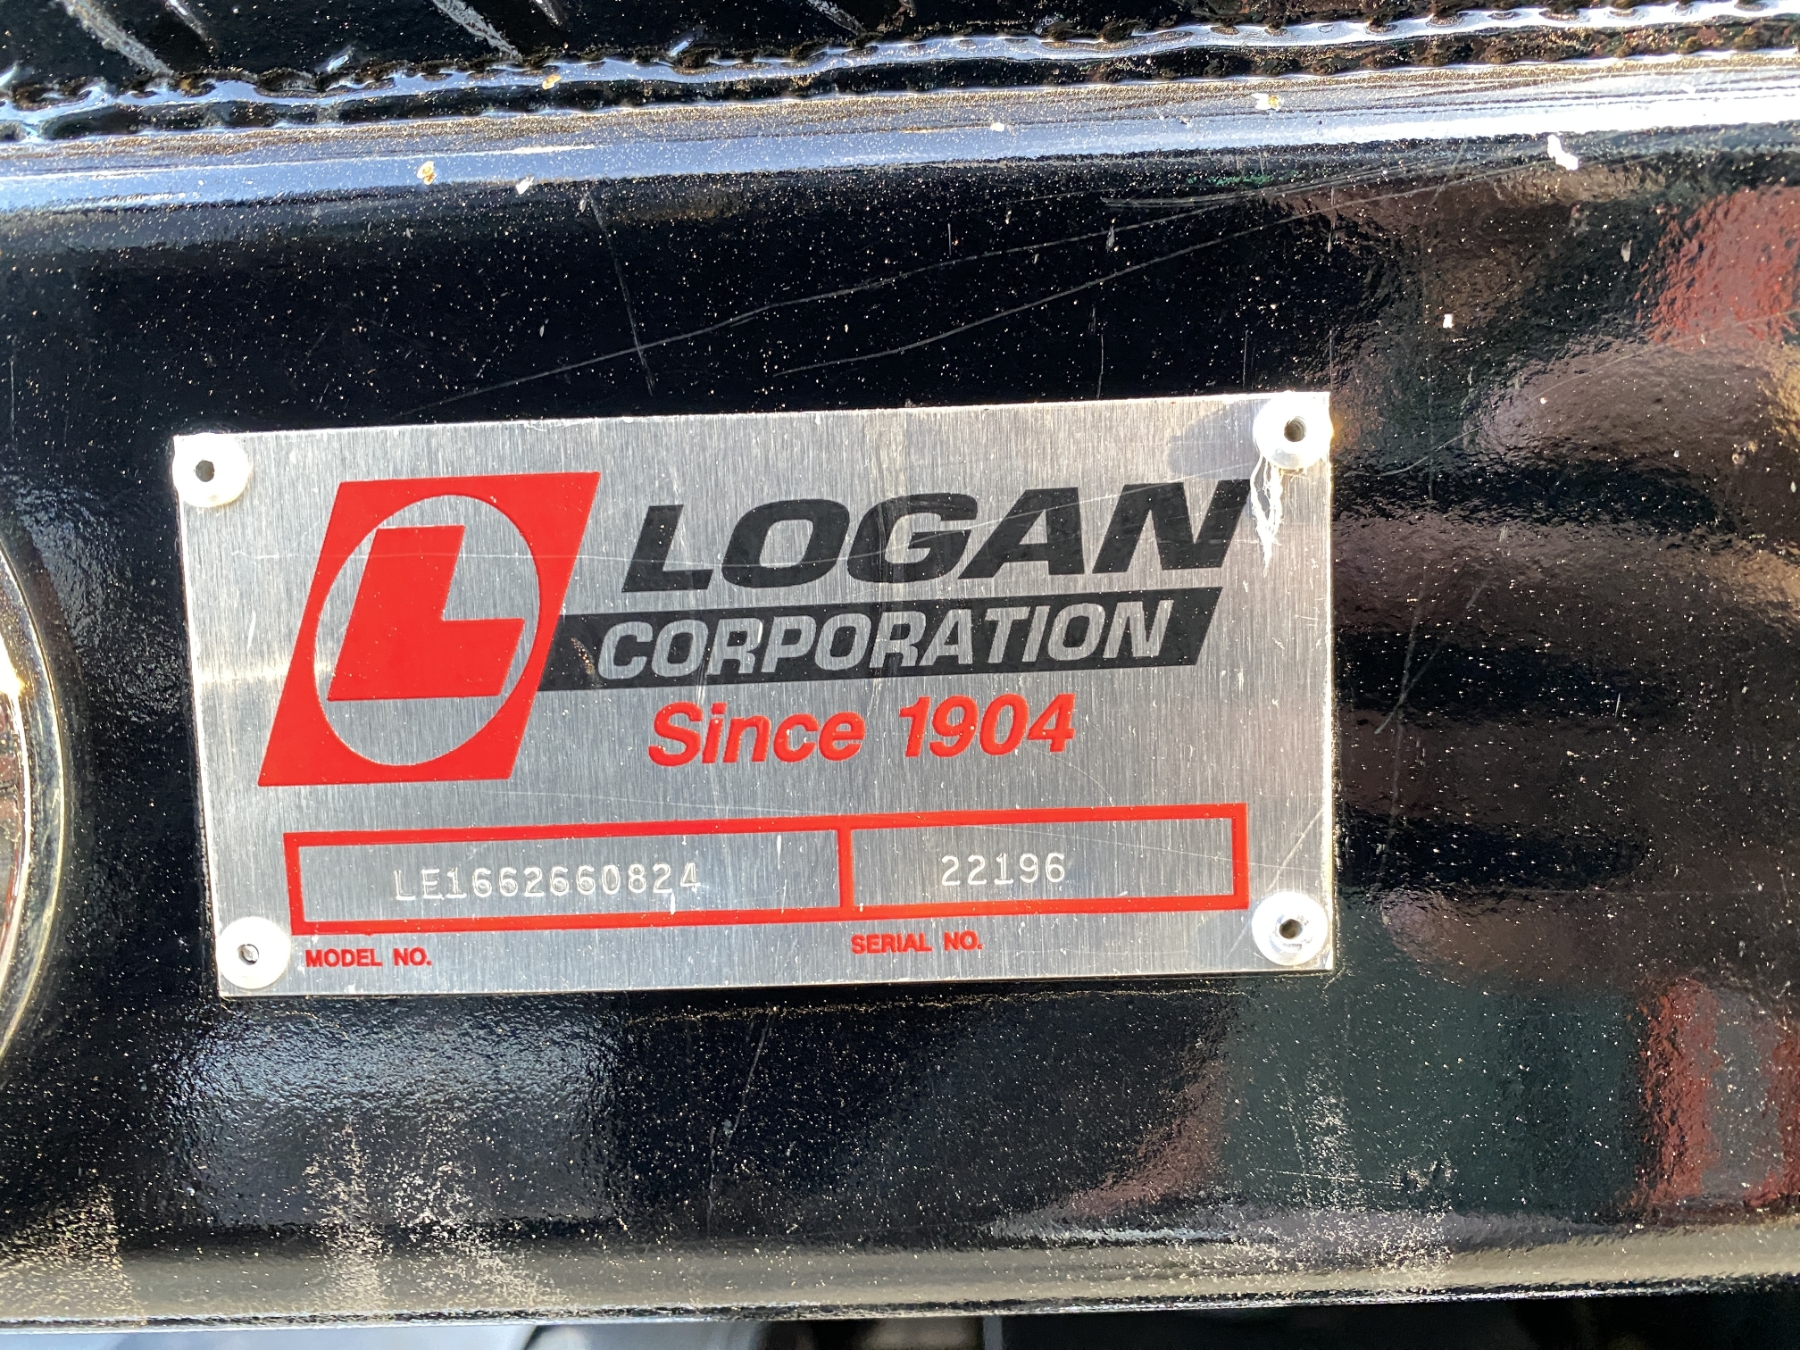 L LOGAN
CORPORATION
Since 1904
LE1662660824 22196
MODEL NO. SERIAL NO.